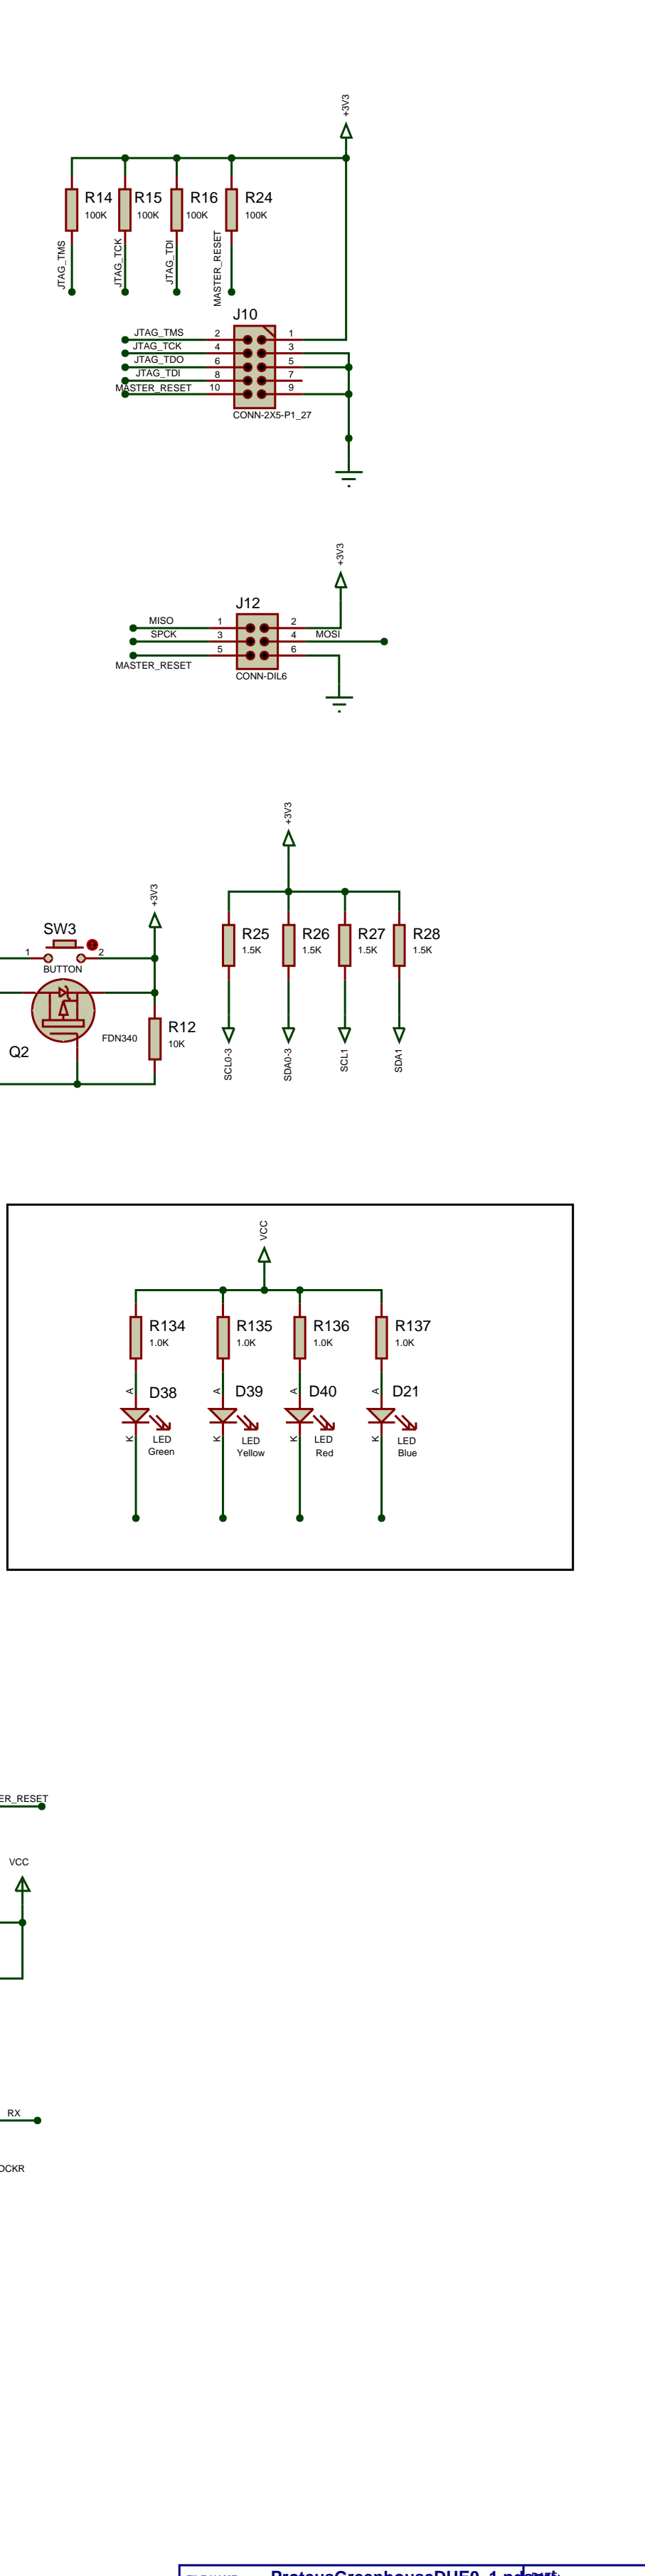 +3V3
R14
R15
R16
R24
100K
100K
100K
100K
JTAG_TMS
JTAG_TCK
JTAG_TDI
MASTER_RESET
J10
JTAG_TMS 2 1
JTAG_TCK 4 3
JTAG_TDO 6 5
JTAG_TDI 8 7
MASTER_RESET 10 9
CONN-2X5-P1_27
+3V3
J12
MISO 1 2
SPCK 3 4 MOSI
5 6
MASTER_RESET
CONN-DIL6
+3V3
+3V3
SW3
1 2
BUTTON
R25
R26
R27
R28
1.5K
1.5K
1.5K
1.5K
Q2
FDN340
R12
10K
SCL0-3
SDA0-3
SCL1
SDA1
VCC
R134
R135
R136
R137
1.0K
1.0K
1.0K
1.0K
A
A
A
A
D38
D39
D40
D21
K
K
K
K
LED
Green
LED
Yellow
LED
Red
LED
Blue
ER_RESET
VCC
RX
OCKR